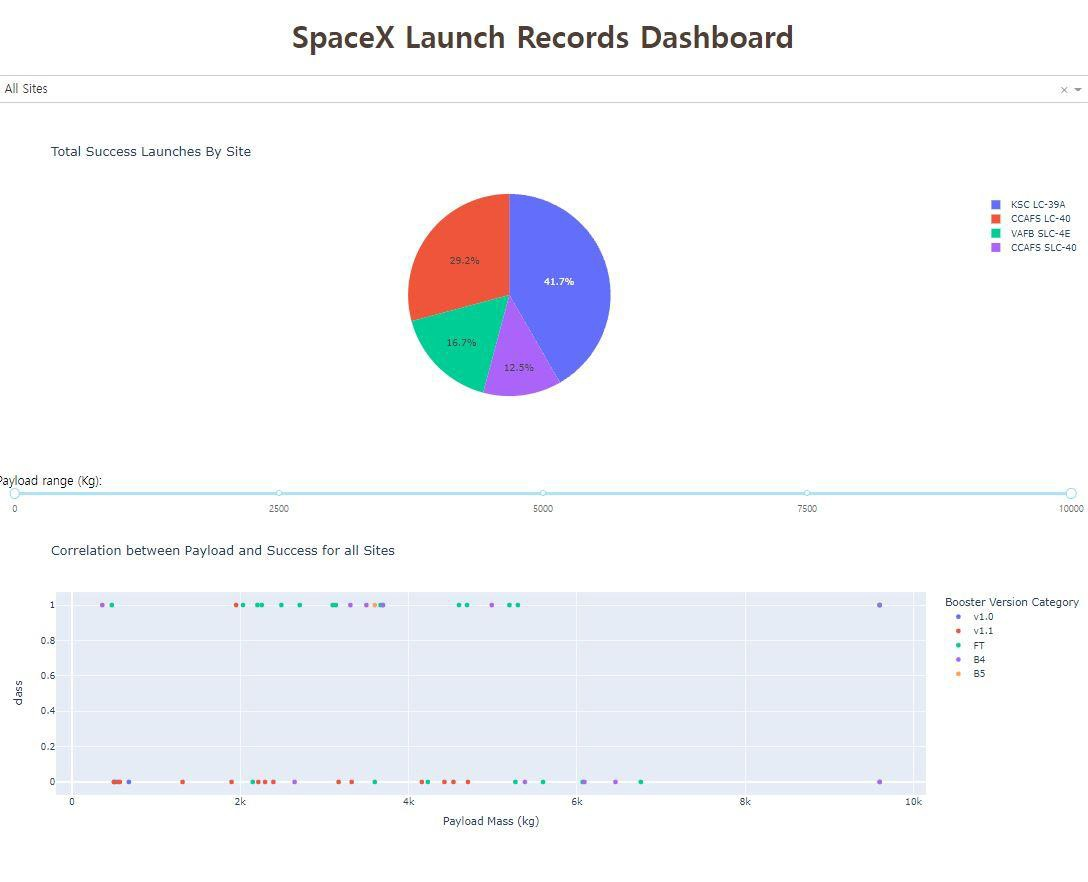 SpaceX Launch Records Dashboard
All Sites
Total Success Launches By Site
KSC LC-39A
CCAFS LC-40
VAFB SLC-4E
CCAFS SLC-40
29.2%
41.7%
16.7%
12.5%
Payload range (Kg):
0 2500 5000 7500 10000
Correlation between Payload and Success for all Sites
Booster Version Category
v1.0
v1.1
FT
B4
B5
class
1
0.8
0.6
0.4
0.2
0
0 2k 4k 6k 8k 10k
Payload Mass (kg)